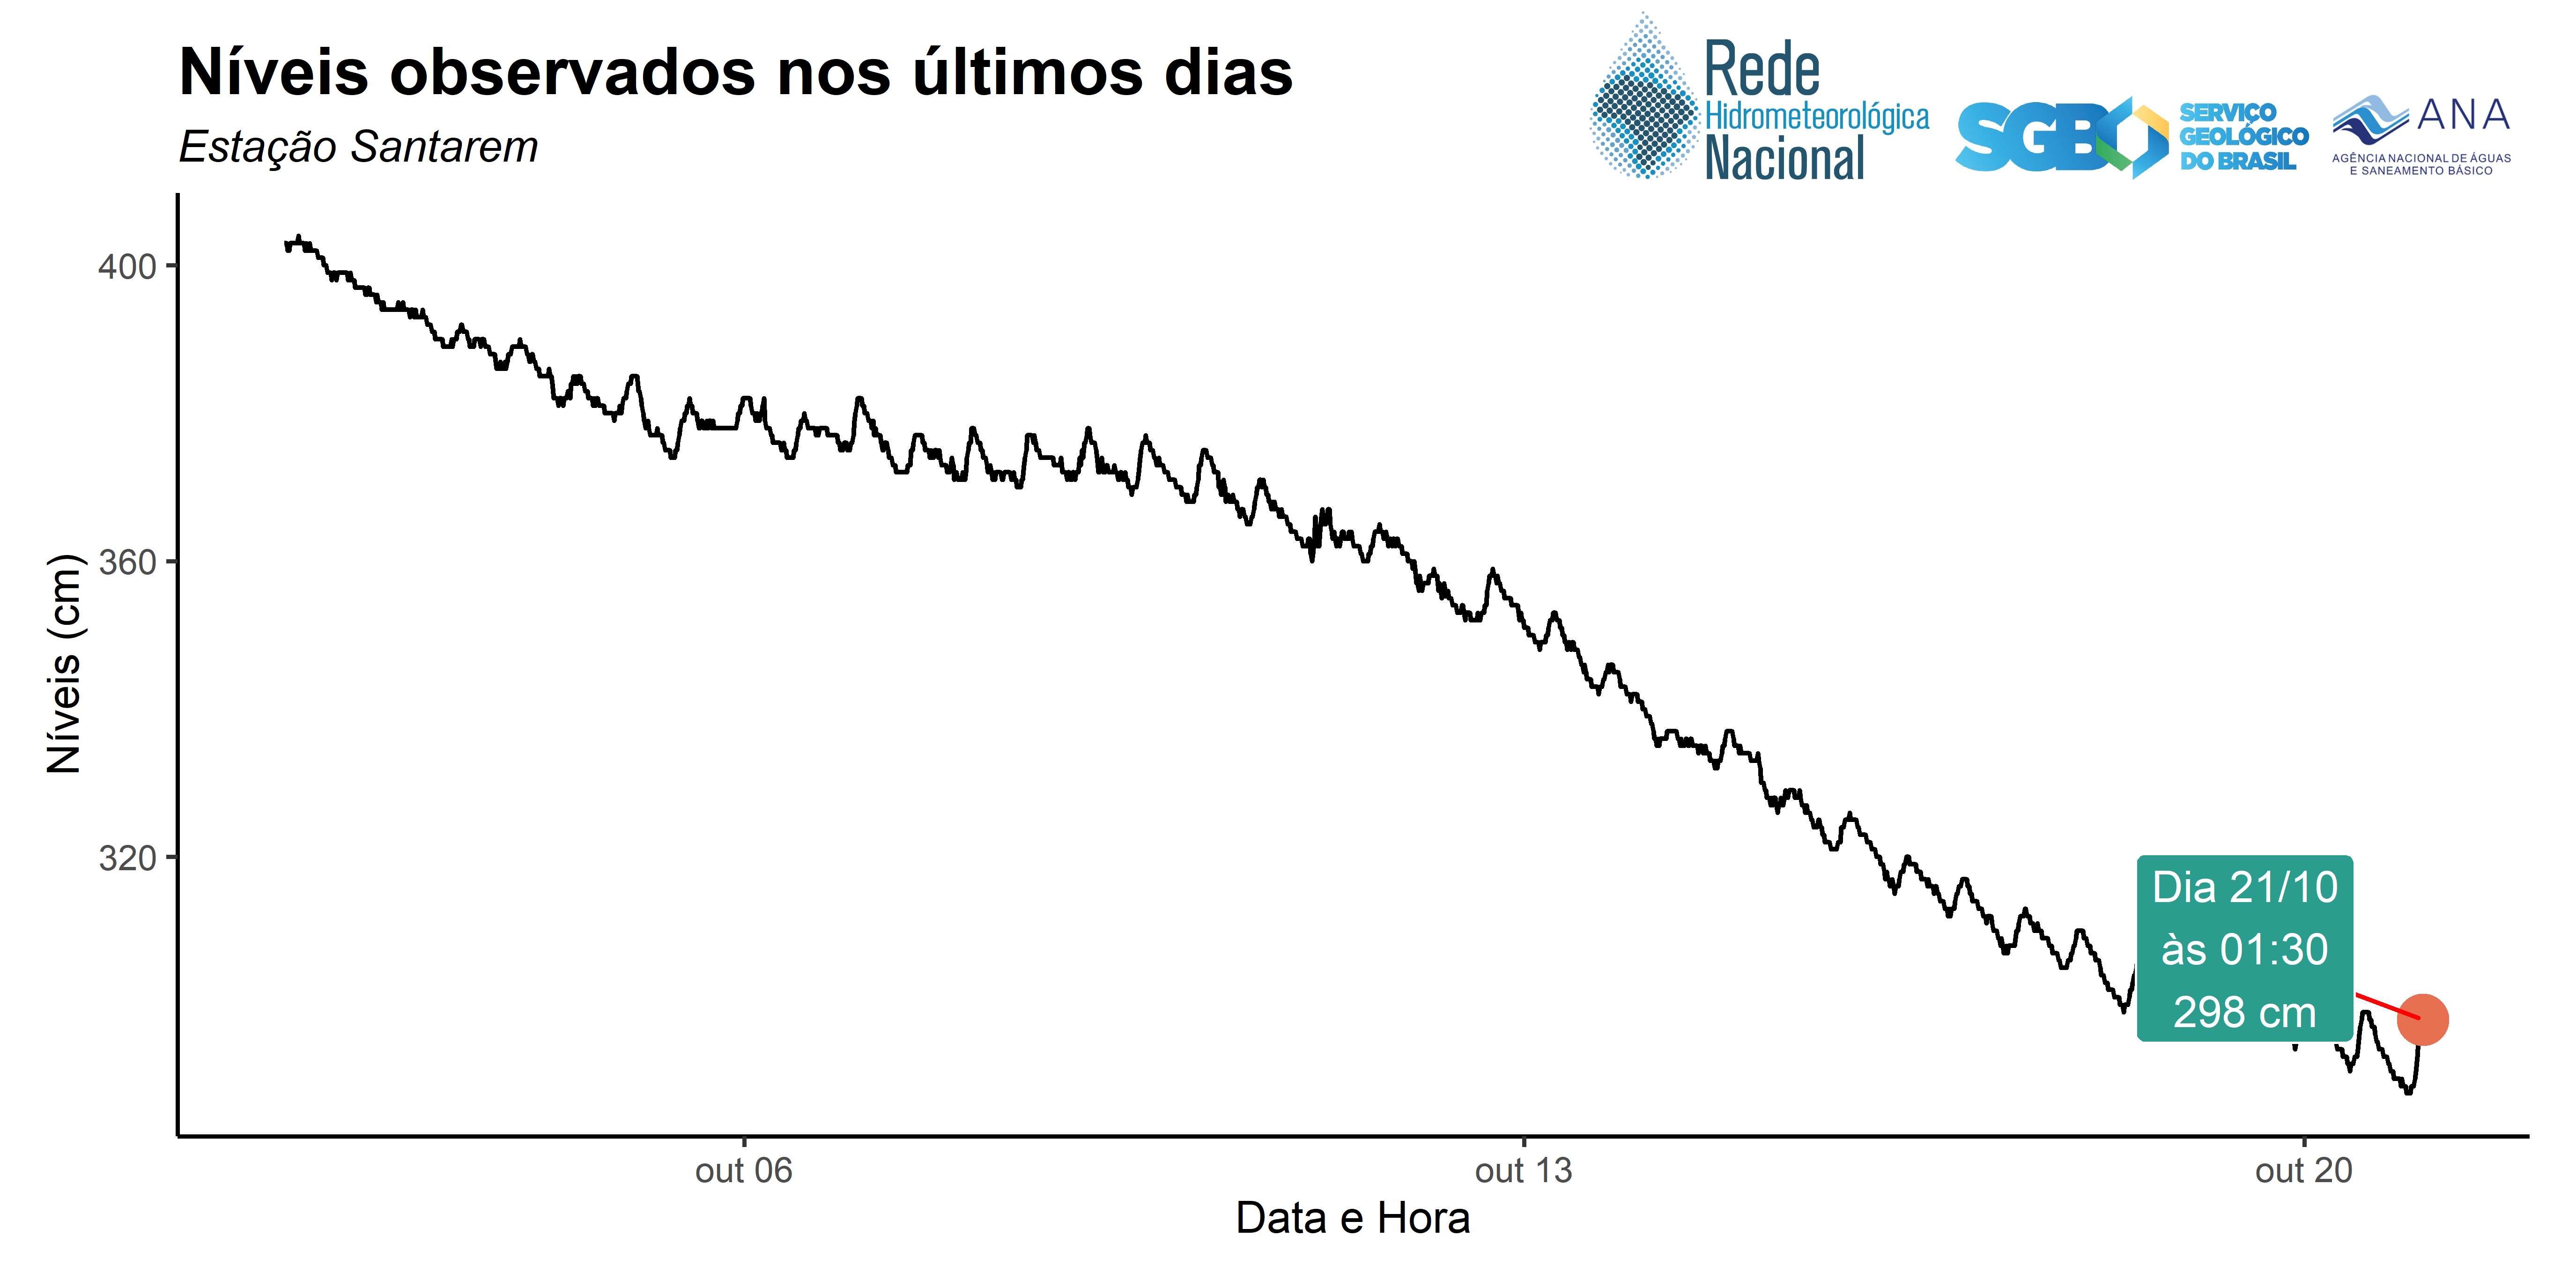 Níveis observados nos últimos dias
Estação Santarem
Rede
Hidrometeorológica
Nacional
SGB
SERVIÇO
GEOLÓGICO
DO BRASIL
ANA
AGÊNCIA NACIONAL DE ÁGUAS
E SANEAMENTO BÁSICO
Níveis (cm)
400
360
320
Dia 21/10
às 01:30
298 cm
out 06
out 13
out 20
Data e Hora